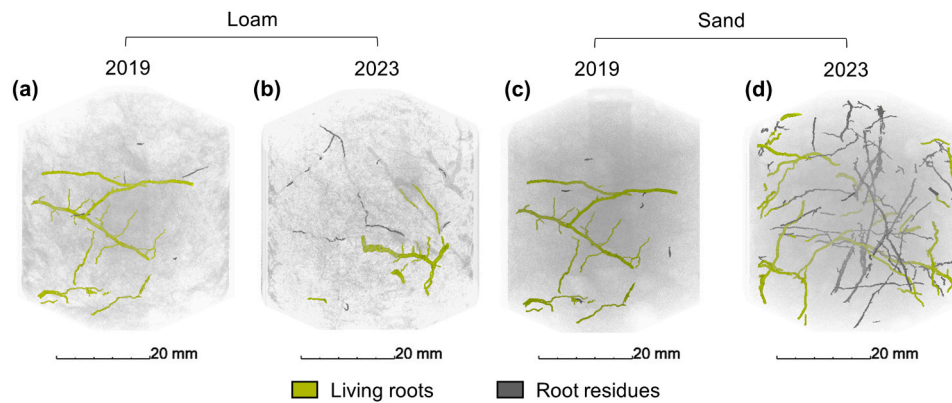 Loam
Sand
2019
2023
2019
2023
(a)
(b)
(c)
(d)
20 mm
20 mm
20 mm
20 mm
Living roots
Root residues